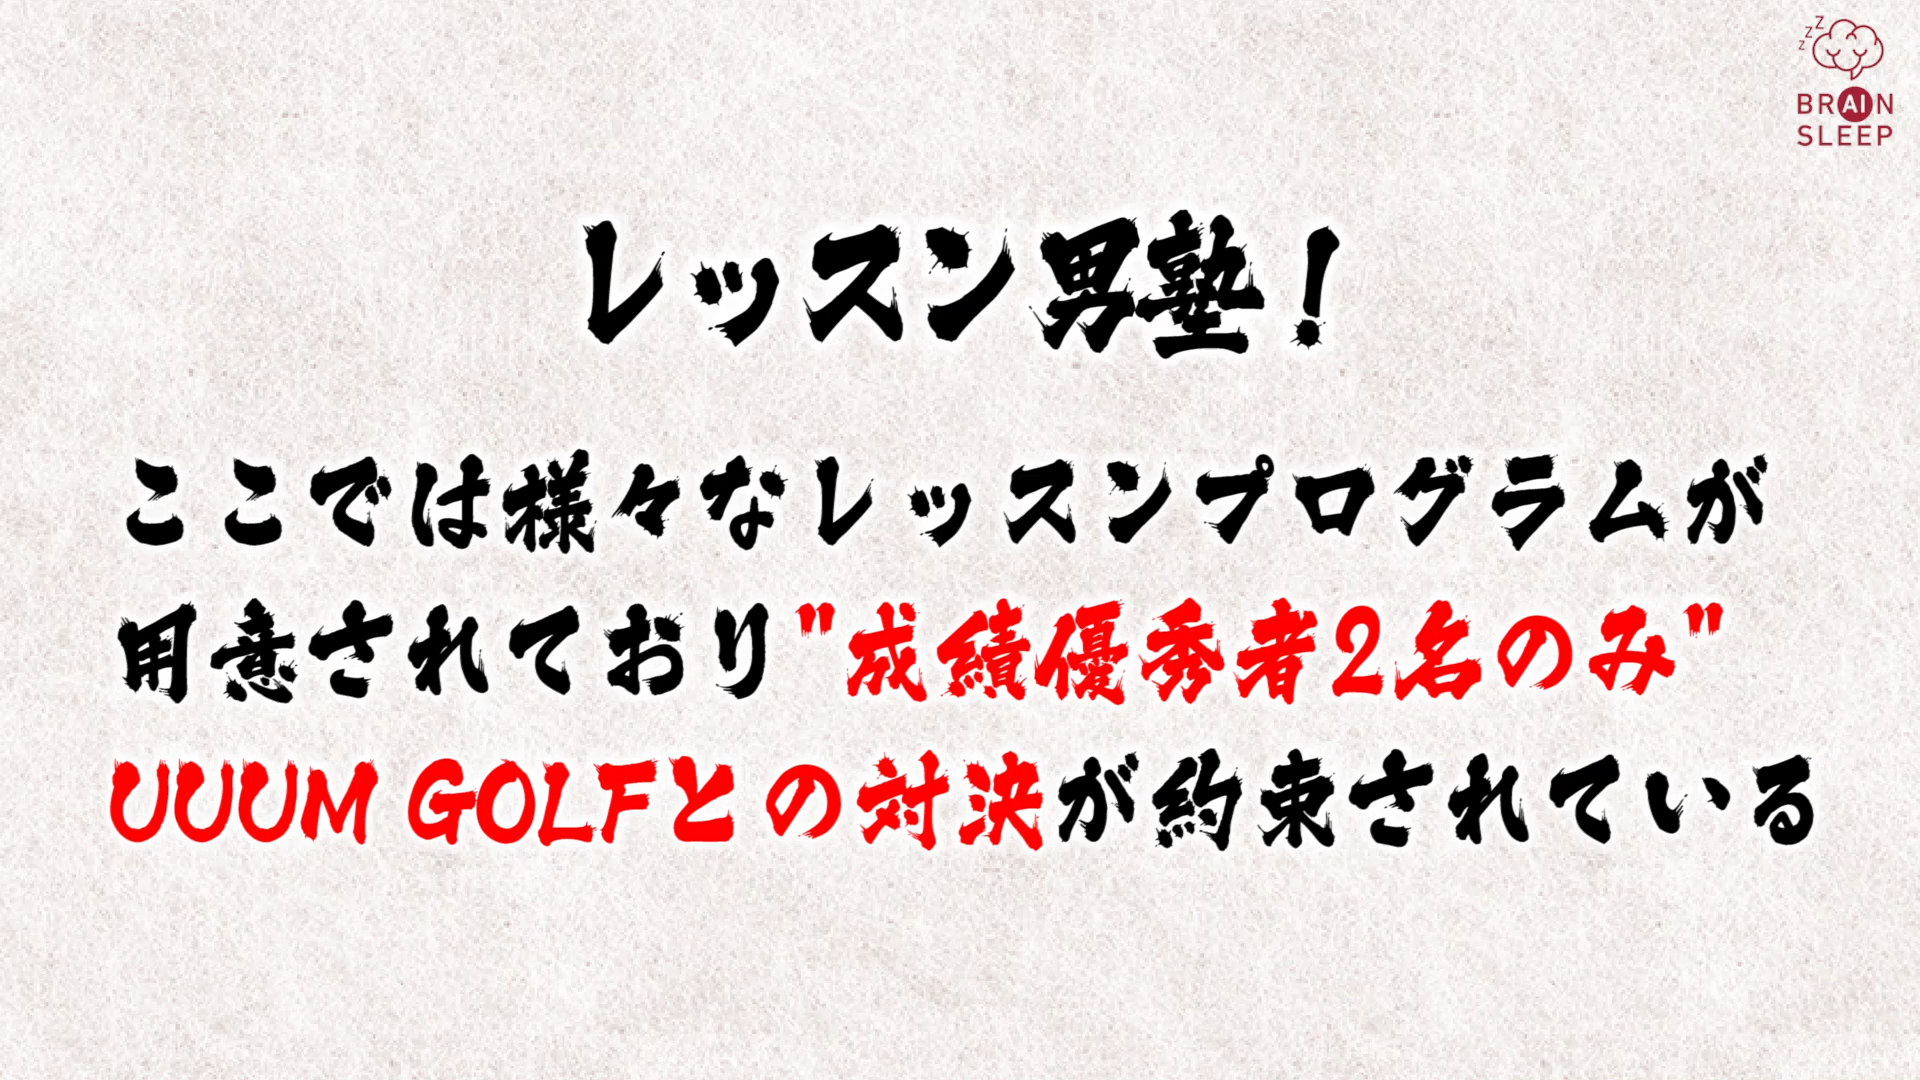 z z Z
BRAIN
SLEEP
レッスン男塾！
ここでは様々なレッスンプログラムが
用意されており"成績優秀者2名のみ"
UUUM GOLFとの対決が約束されている